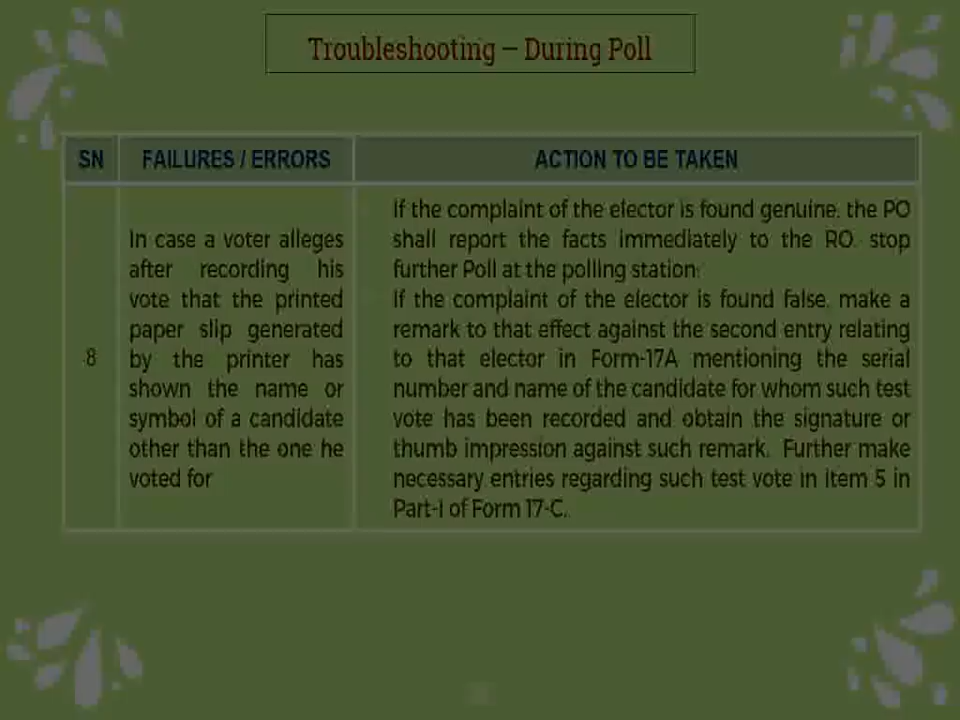 Troubleshooting – During Poll
SN
FAILURES / ERRORS
ACTION TO BE TAKEN
8
In case a voter alleges
after recording his
vote that the printed
paper slip generated
by the printer has
shown the name or
symbol of a candidate
other than the one he
voted for
If the complaint of the elector is found genuine, the PO
shall report the facts immediately to the RO, stop
further Poll at the polling station.
If the complaint of the elector is found false, make a
remark to that effect against the second entry relating
to that elector in Form-17A mentioning the serial
number and name of the candidate for whom such test
vote has been recorded and obtain the signature or
thumb impression against such remark. Further make
necessary entries regarding such test vote in item 5 in
Part-I of Form 17-C.